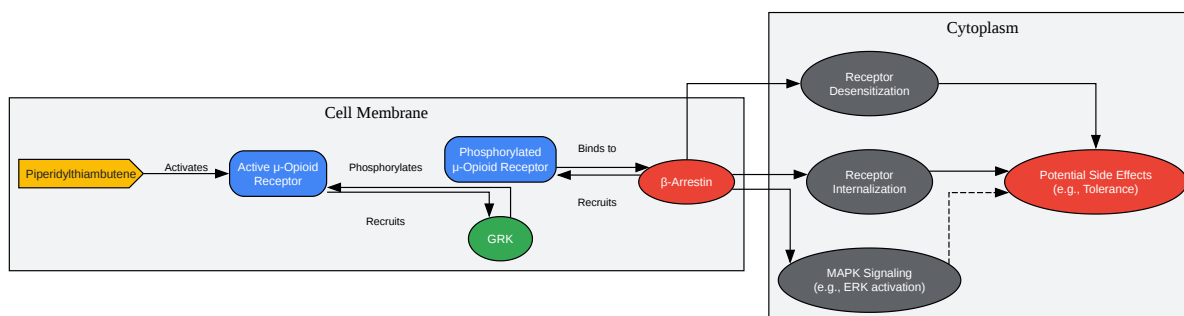 Cytoplasm
Receptor
Desensitization
Cell Membrane
Piperidylthiambutene
Activates
Active μ-Opioid
Receptor
Phosphorylates
Recruits
GRK
Phosphorylated
μ-Opioid Receptor
Binds to
Recruits
β-Arrestin
Receptor
Internalization
Potential Side Effects
(e.g., Tolerance)
MAPK Signaling
(e.g., ERK activation)